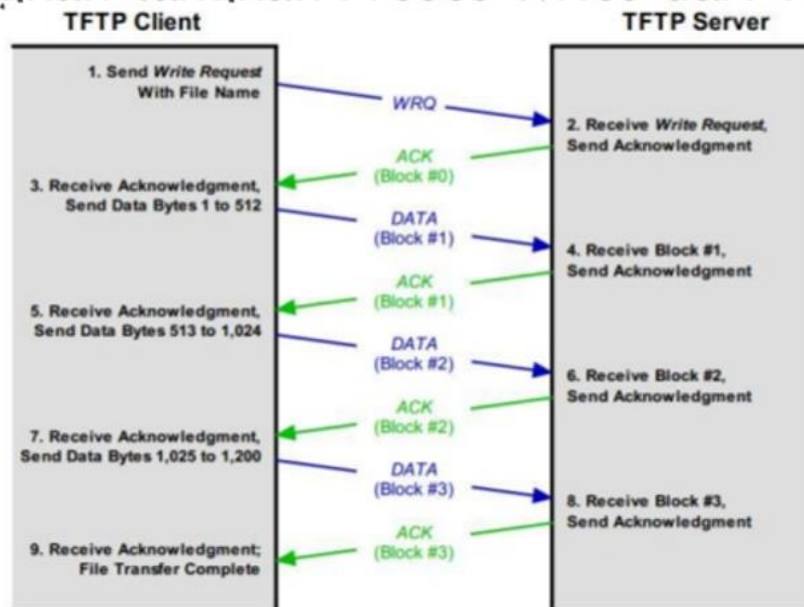 TFTP Client
TFTP Server
1. Send Write Request
With File Name
WRQ
2. Receive Write Request,
Send Acknowledgment
ACK
(Block #0)
3. Receive Acknowledgment,
Send Data Bytes 1 to 512
DATA
(Block #1)
4. Receive Block #1,
Send Acknowledgment
ACK
(Block #1)
5. Receive Acknowledgment,
Send Data Bytes 513 to 1,024
DATA
(Block #2)
6. Receive Block #2,
Send Acknowledgment
ACK
(Block #2)
7. Receive Acknowledgment,
Send Data Bytes 1,025 to 1,200
DATA
(Block #3)
8. Receive Block #3,
Send Acknowledgment
ACK
(Block #3)
9. Receive Acknowledgment;
File Transfer Complete